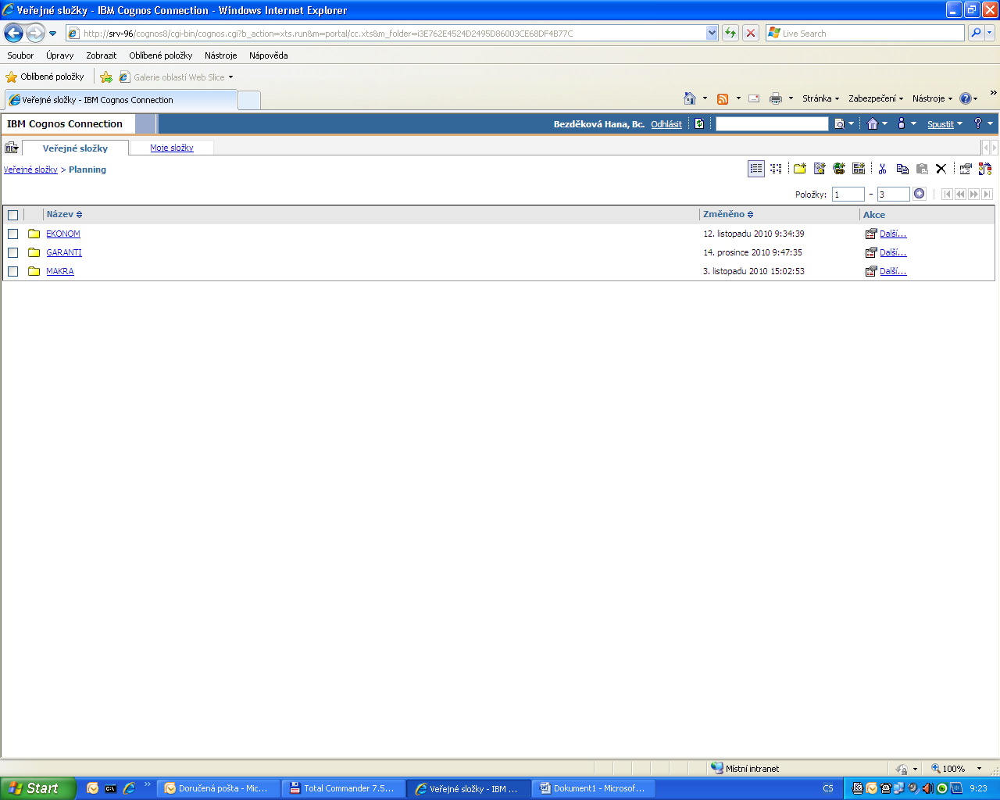 Veřejné složky - IBM Cognos Connection - Windows Internet Explorer
http://srv-96/cognos8/cgi-bin/cognos.cgi?b_action=xts.run&m=portal/cc.xts&m_folder=i3E762E4524D2495D86003CE68DF4B77C
Live Search
Soubor Úpravy Zobrazit Oblíbené položky Nástroje Nápověda
Oblíbené položky Galerie oblastí Web Slice
Veřejné složky - IBM Cognos Connection
Stránka Zabezpečení Nástroje »
IBM Cognos Connection
Bezděková Hana, Bc. Odhlásit Spustit ?
Veřejné složky Moje složky
Veřejné složky > Planning
Položky: 1 - 3
Název Změněno Akce
EKONOM 12. listopadu 2010 9:34:39 Další...
GARANTI 14. prosince 2010 9:47:35 Další...
MAKRA 3. listopadu 2010 15:02:53 Další...
Místní intranet 100%
Start » Doručená pošta - Mic... Total Commander 7.5... Veřejné složky - IBM ... Dokument1 - Microsof... CS 9:23